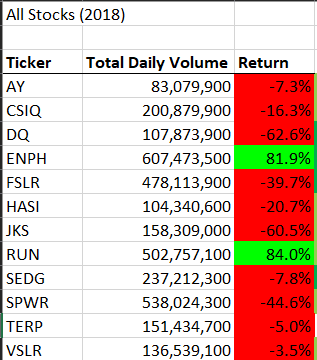 All Stocks (2018)
Ticker Total Daily Volume Return
AY 83,079,900 -7.3%
CSIQ 200,879,900 -16.3%
DQ 107,873,900 -62.6%
ENPH 607,473,500 81.9%
FSLR 478,113,900 -39.7%
HASI 104,340,600 -20.7%
JKS 158,309,000 -60.5%
RUN 502,757,100 84.0%
SEDG 237,212,300 -7.8%
SPWR 538,024,300 -44.6%
TERP 151,434,700 -5.0%
VSLR 136,539,100 -3.5%